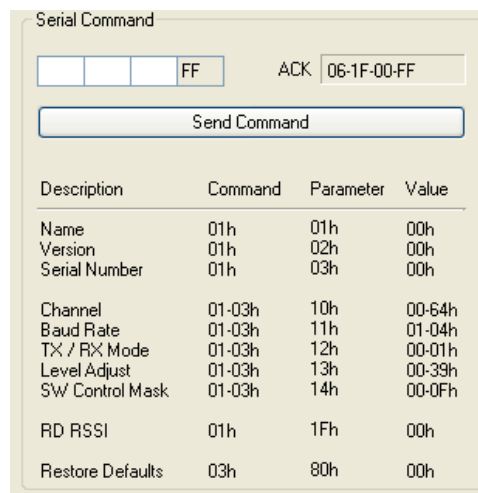 Serial Command
FF ACK 06-1F-00-FF
Send Command
Description Command Parameter Value
Name 01h 01h 00h
Version 01h 02h 00h
Serial Number 01h 03h 00h
Channel 01-03h 10h 00-64h
Baud Rate 01-03h 11h 01-04h
TX / RX Mode 01-03h 12h 00-01h
Level Adjust 01-03h 13h 00-39h
SW Control Mask 01-03h 14h 00-0Fh
RD RSSI 01h 1Fh 00h
Restore Defaults 03h 80h 00h